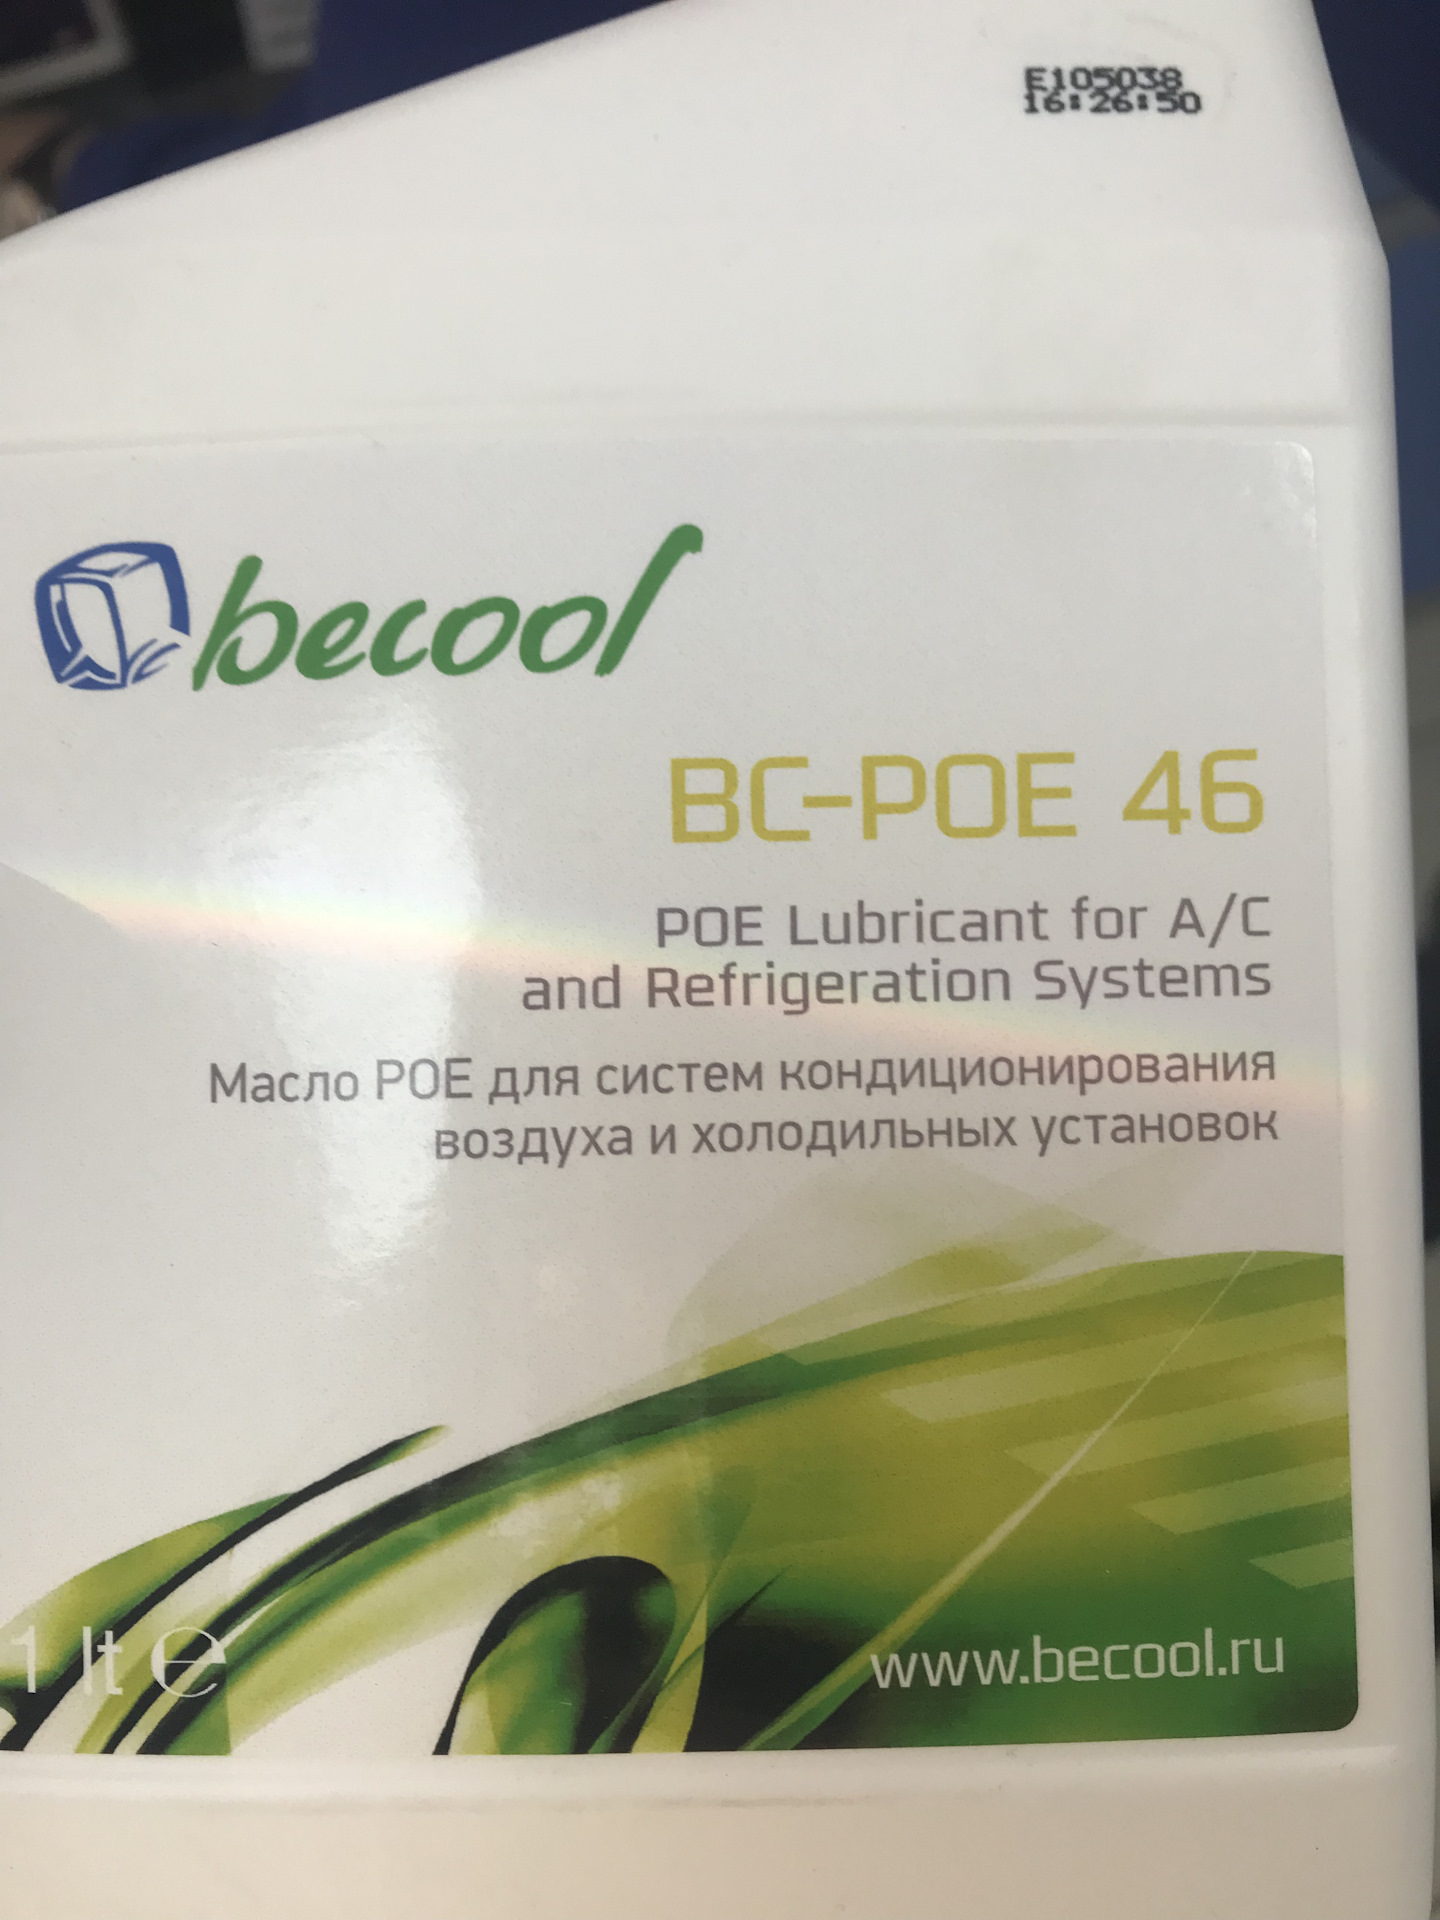 E105038
16:26:50
becool
BC-POE 46
POE Lubricant for A/C
and Refrigeration Systems
Масло POE для систем кондиционирования
воздуха и холодильных установок
1 lt ℮
www.becool.ru